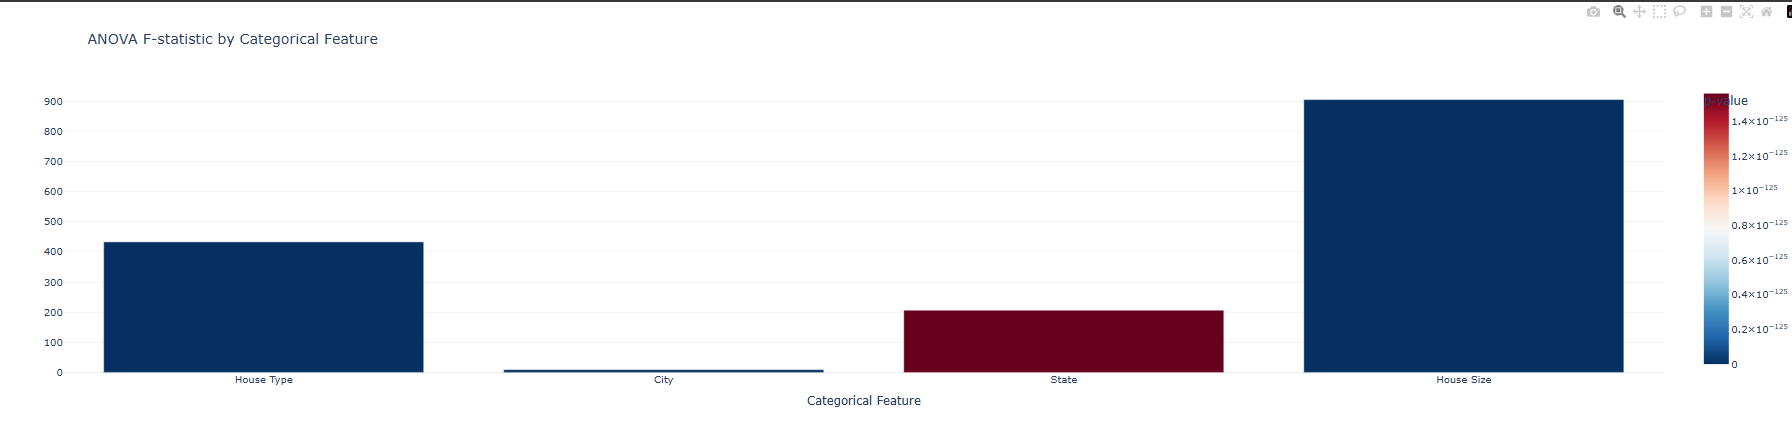 ANOVA F-statistic by Categorical Feature
900
800
700
600
500
400
300
200
100
0
House Type
City
State
House Size
Categorical Feature
p-value
1.4×10⁻¹²⁵
1.2×10⁻¹²⁵
1×10⁻¹²⁵
0.8×10⁻¹²⁵
0.6×10⁻¹²⁵
0.4×10⁻¹²⁵
0.2×10⁻¹²⁵
0